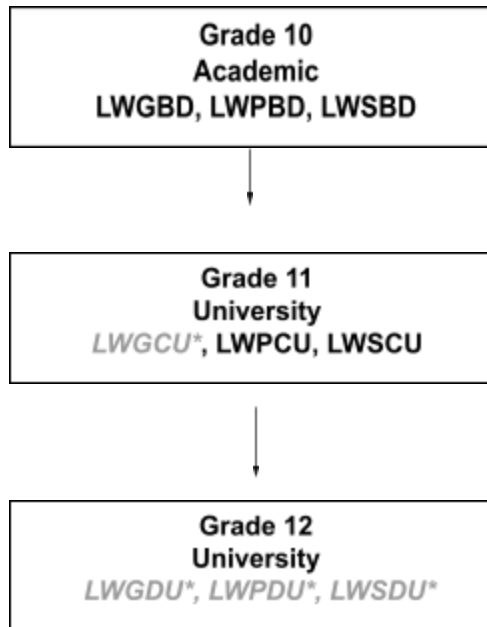 Grade 10
Academic
LWGBD, LWPBD, LWSBD
Grade 11
University
LWGCU*, LWPCU, LWSCU
Grade 12
University
LWGDU*, LWPDU*, LWSDU*